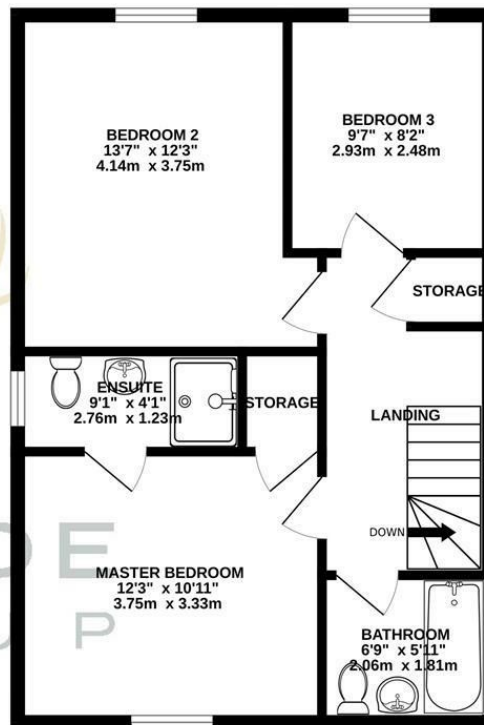 BEDROOM 2
13'7" x 12'3"
4.14m x 3.75m
BEDROOM 3
9'7" x 8'2"
2.93m x 2.48m
STORAGE
ENSUITE
9'1" x 4'1"
2.76m x 1.23m
STORAGE
LANDING
DOWN
MASTER BEDROOM
12'3" x 10'11"
3.75m x 3.33m
BATHROOM
6'9" x 5'11"
2.06m x 1.81m